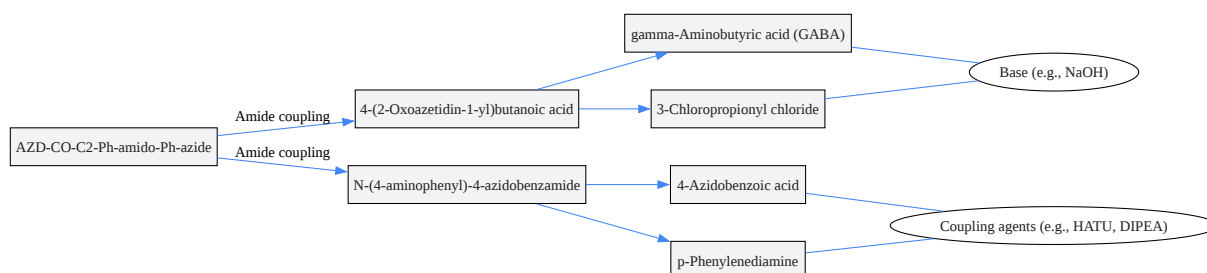 gamma-Aminobutyric acid (GABA)
Base (e.g., NaOH)
4-(2-Oxoazetidin-1-yl)butanoic acid
3-Chloropropionyl chloride
Amide coupling
AZD-CO-C2-Ph-amido-Ph-azide
Amide coupling
N-(4-aminophenyl)-4-azidobenzamide
4-Azidobenzoic acid
Coupling agents (e.g., HATU, DIPEA)
p-Phenylenediamine